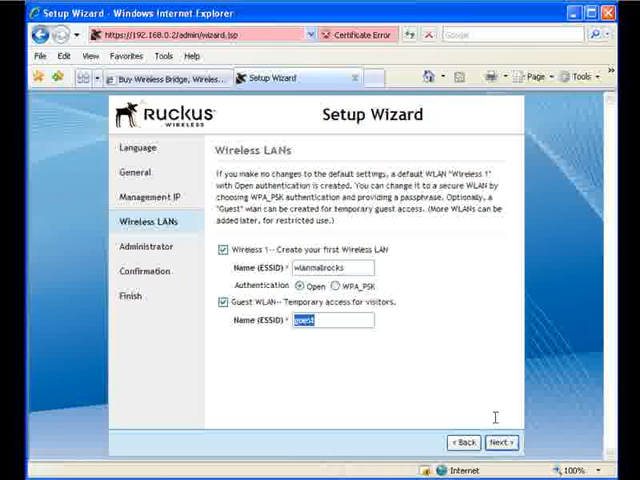 Setup Wizard - Windows Internet Explorer
https://192.168.0.2/admin/wizard.jsp
Certificate Error
Google
File Edit View Favorites Tools Help
Buy Wireless Bridge, Wireles...
Setup Wizard
Page
Tools
RUCKUS
WIRELESS
Setup Wizard
Language
General
Management IP
Wireless LANs
Administrator
Confirmation
Finish
Wireless LANs
If you make no changes to the default settings, a default WLAN "Wireless 1"
with Open authentication is created. You can change it to a secure WLAN by
choosing WPA_PSK authentication and providing a passphrase. Optionally, a
"Guest" wlan can be created for temporary guest access. (More WLANs can be
added later, for restricted use.)
Wireless 1-- Create your first Wireless LAN
Name (ESSID) * wlanmallrocks
Authentication Open WPA_PSK
Guest WLAN-- Temporary access for visitors.
Name (ESSID) * guest
< Back Next >
Internet
100%